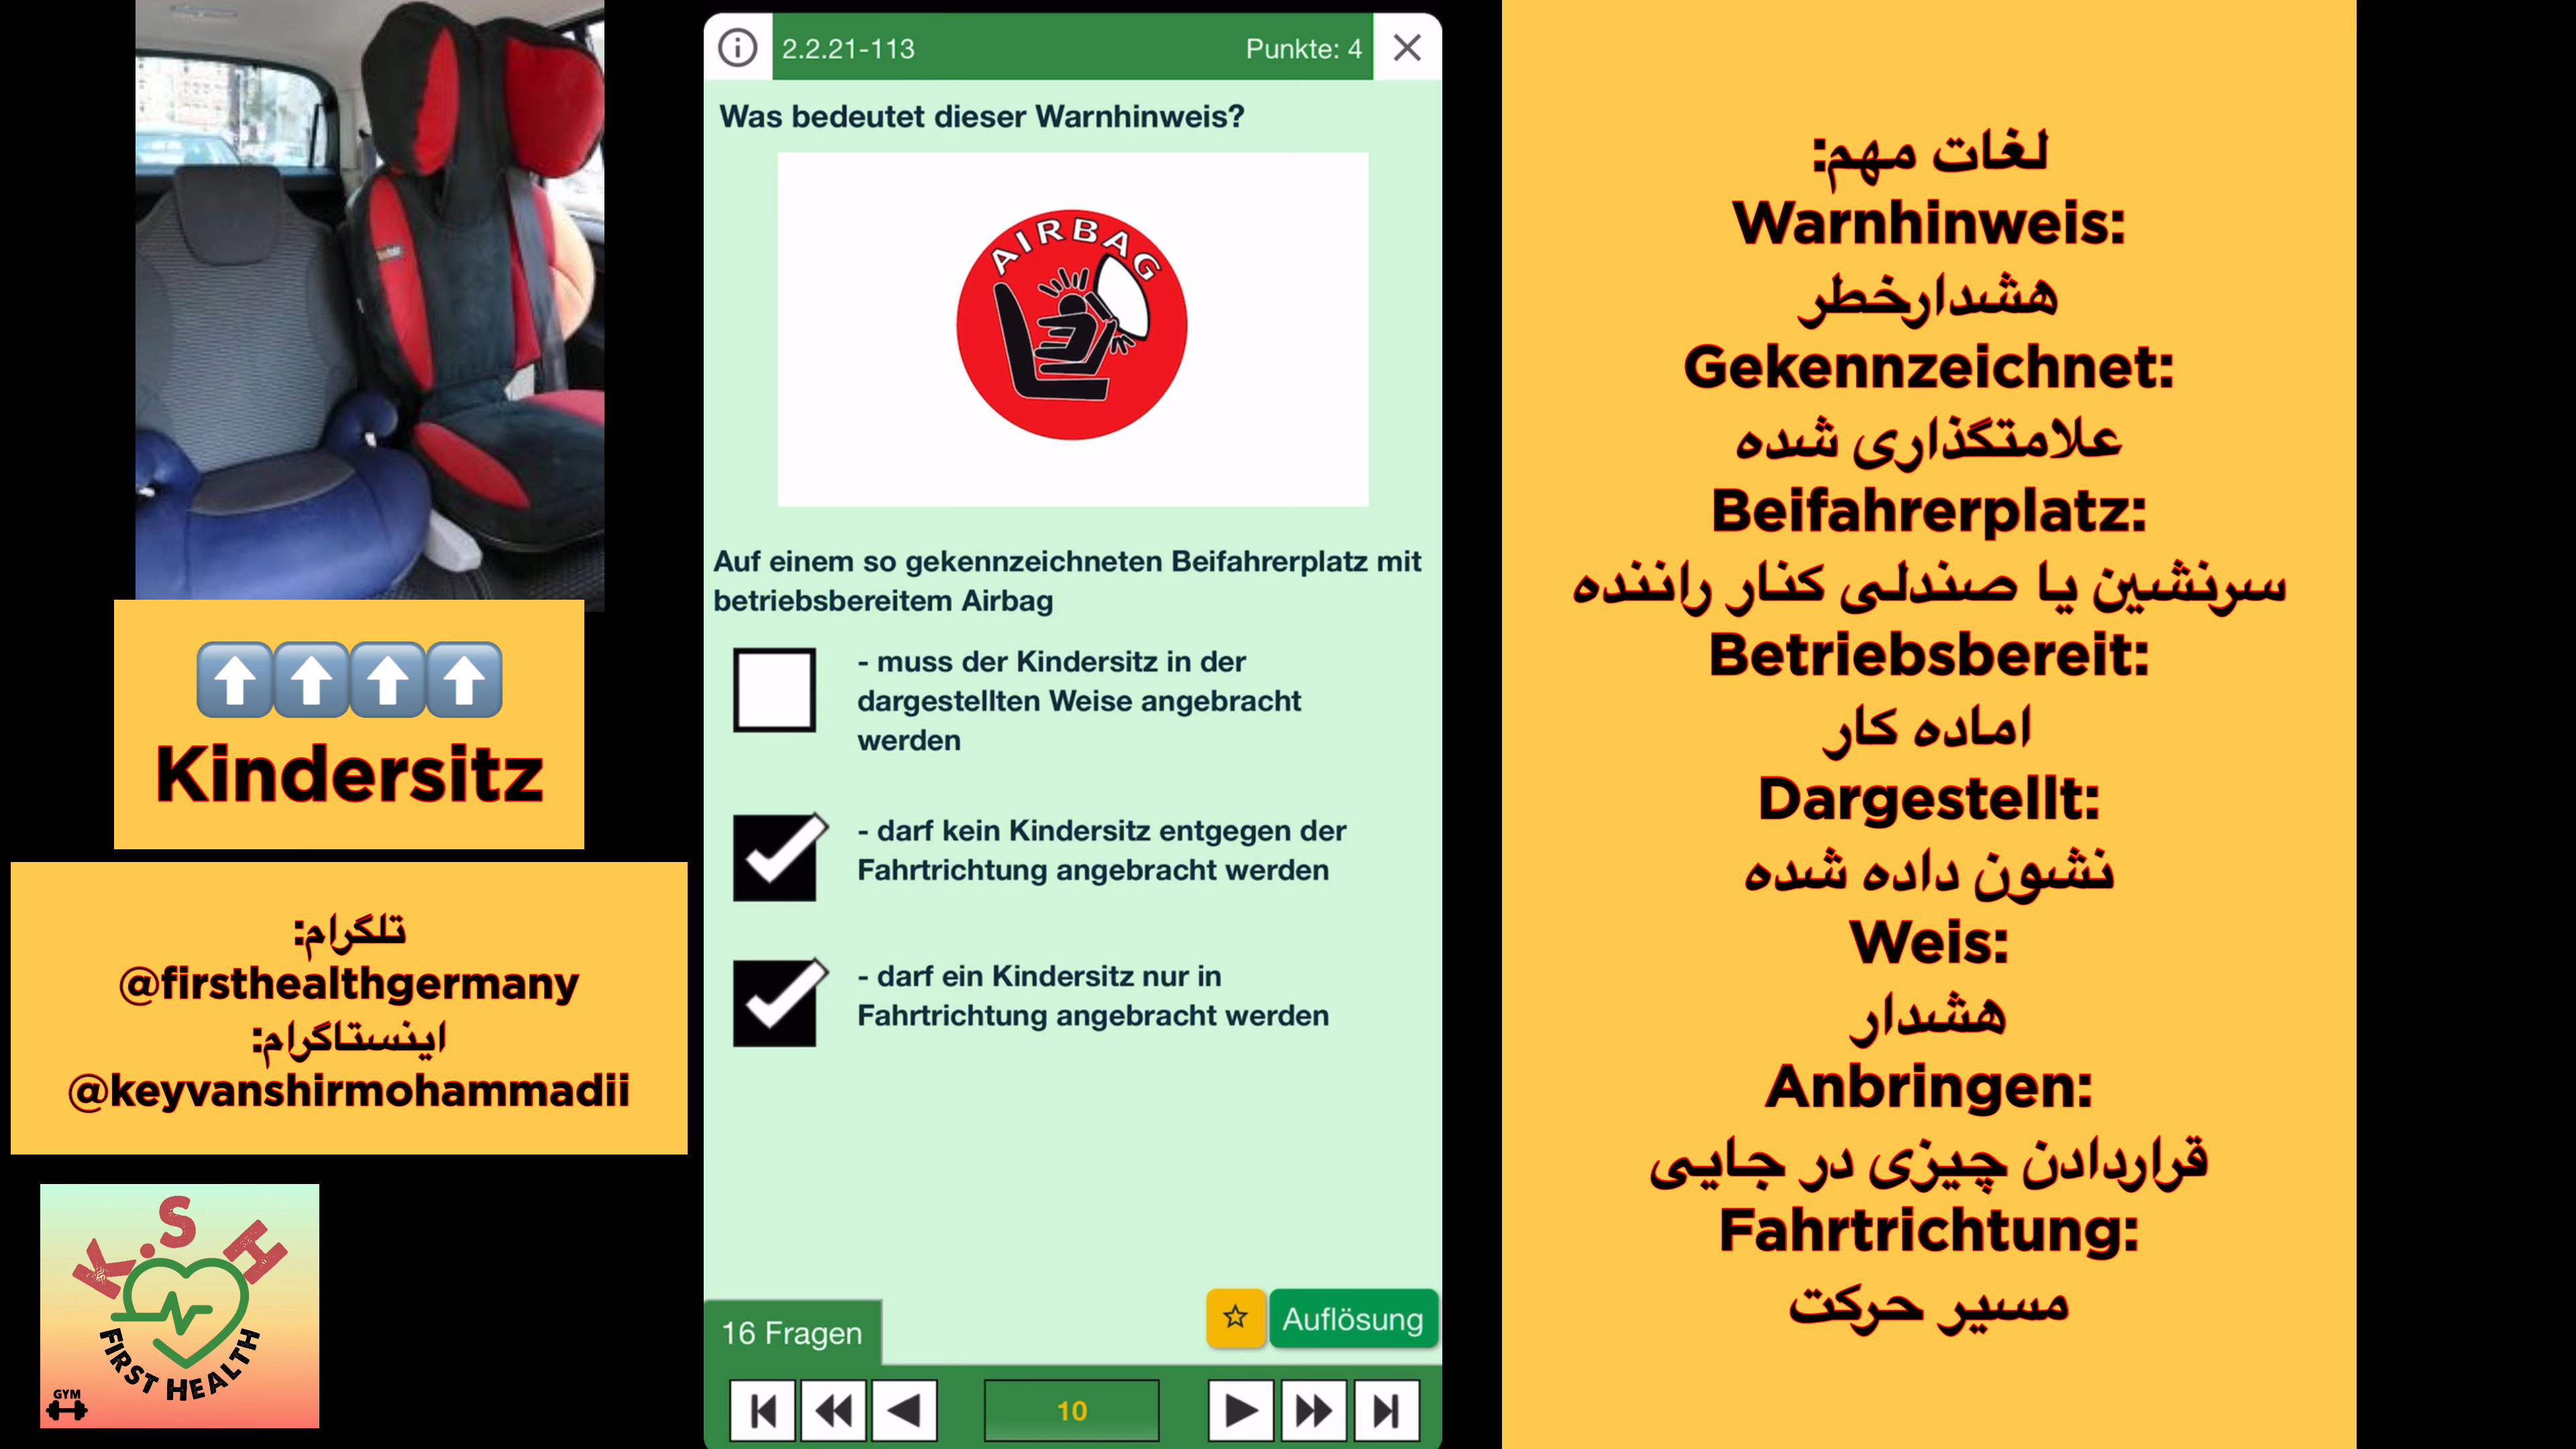 Kindersitz
تلگرام:
@firsthealthgermany
اینستاگرام:
@keyvanshirmohammadii
K.SH
FIRST HEALTH
GYM
2.2.21-113
Punkte: 4
Was bedeutet dieser Warnhinweis?
AIRBAG
Auf einem so gekennzeichneten Beifahrerplatz mit
betriebsbereitem Airbag
- muss der Kindersitz in der
dargestellten Weise angebracht
werden
- darf kein Kindersitz entgegen der
Fahrtrichtung angebracht werden
- darf ein Kindersitz nur in
Fahrtrichtung angebracht werden
Auflösung
16 Fragen
10
لغات مهم:
Warnhinweis:
هشدارخطر
Gekennzeichnet:
علامتگذاری شده
Beifahrerplatz:
سرنشین یا صندلی کنار راننده
Betriebsbereit:
اماده کار
Dargestellt:
نشون داده شده
Weis:
هشدار
Anbringen:
قراردادن چیزی در جایی
Fahrtrichtung:
مسیر حرکت